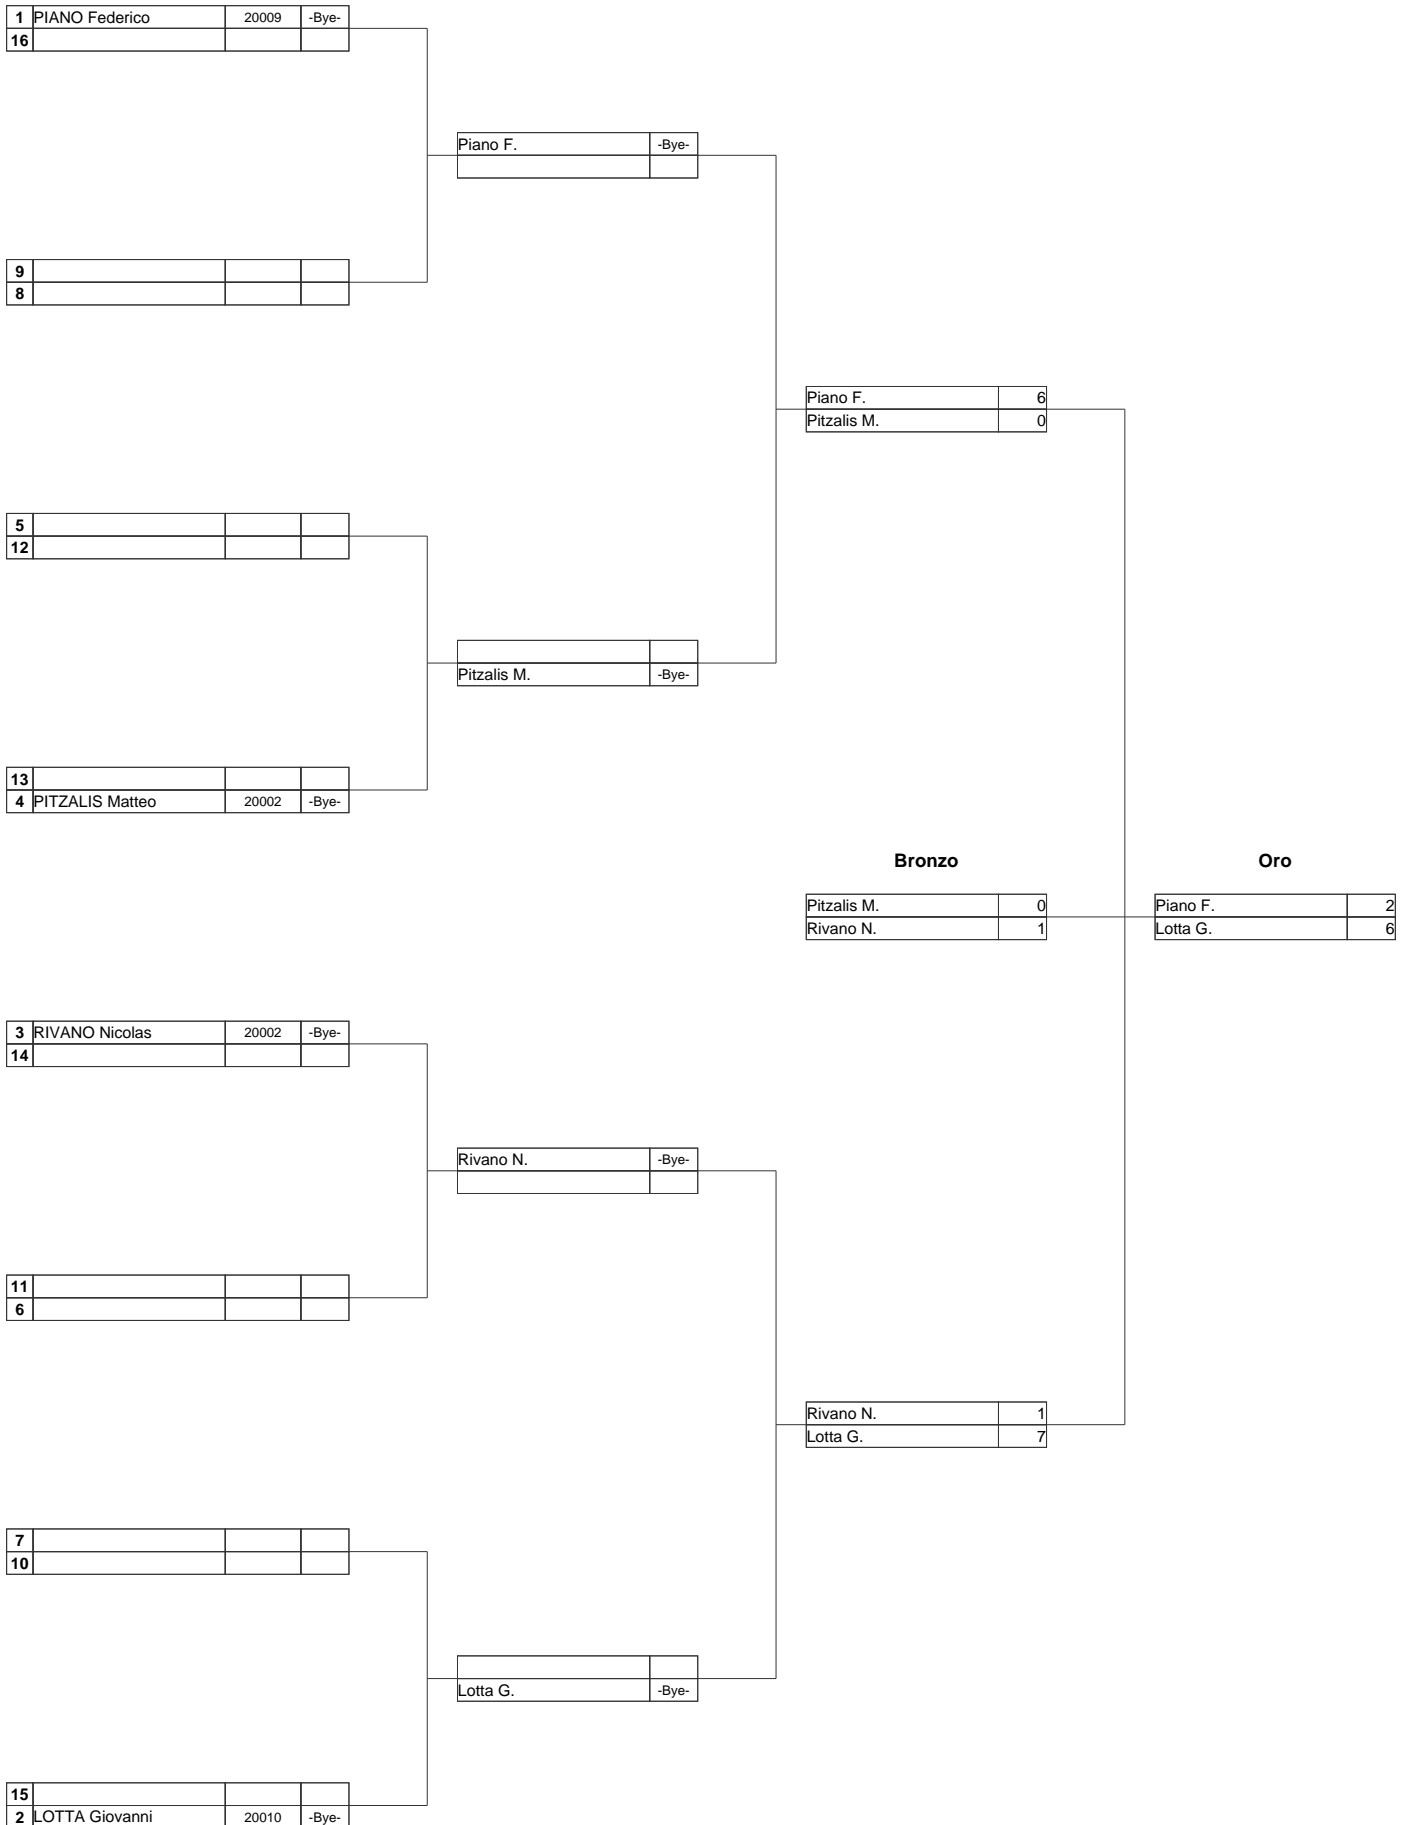 1 PIANO Federico 20009 -Bye-
16
Piano F. -Bye-
9
8
Piano F. 6
Pitzalis M. 0
5
12
Pitzalis M. -Bye-
13
4 PITZALIS Matteo 20002 -Bye-
Bronzo Oro
Pitzalis M. 0 Piano F. 2
Rivano N. 1 Lotta G. 6
3 RIVANO Nicolas 20002 -Bye-
14
Rivano N. -Bye-
11
6
Rivano N. 1
Lotta G. 7
7
10
Lotta G. -Bye-
15
2 LOTTA Giovanni 20010 -Bye-